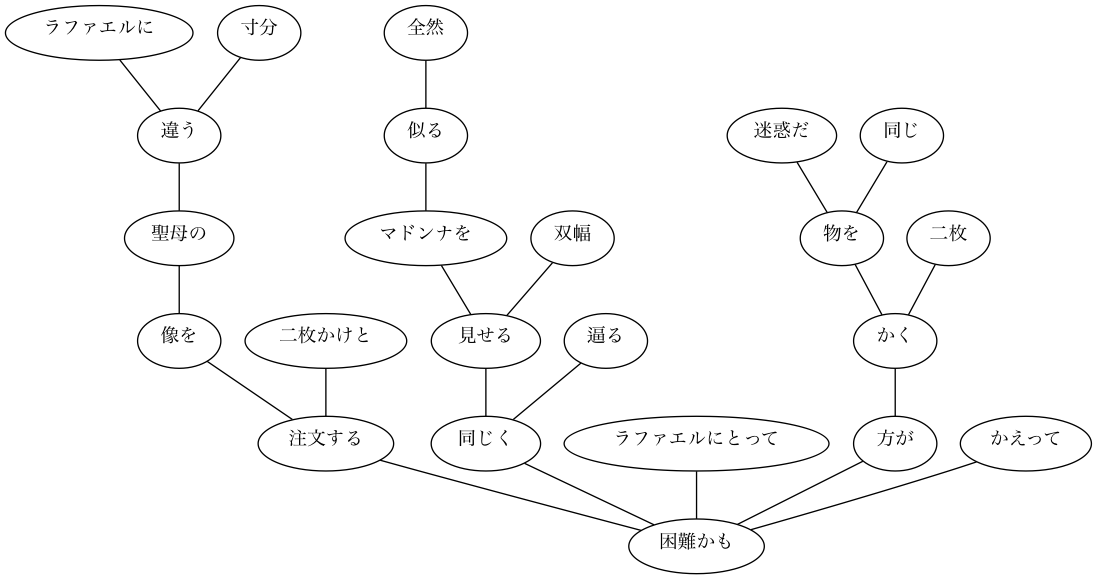 ラファエルに 寸分 全然
違う 似る 迷惑だ 同じ
聖母の マドンナを 双幅 物を 二枚
像を 二枚かけと 見せる 逼る かく
注文する 同じく ラファエルにとって 方が かえって
困難かも